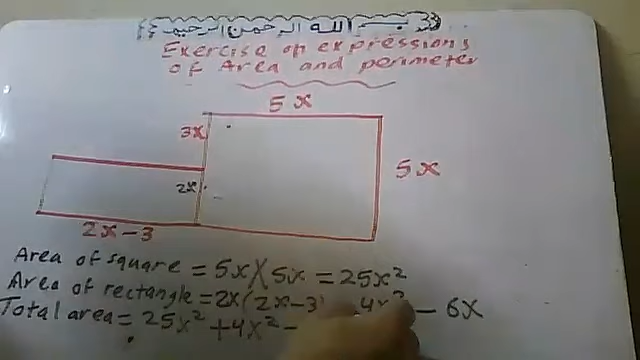 بسم الله الرحمن الرحيم
Exercise on expressions
of Area and perimeter
5x
3x
5x
2x
2x-3
Area of square = 5x X 5x = 25x²
Area of rectangle = 2x(2x-3) 4x² - 6x
Total area = 25x² + 4x² -